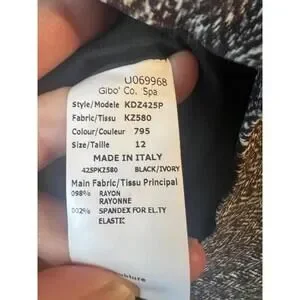 U069968
Gibo' Co. Spa
Style/Modele KDZ425P
Fabric/Tissu KZ580
Colour/Couleur 795
Size/Taille 12
MADE IN ITALY
425PKZ580 BLACK/IVORY
Main Fabric/Tissu Principal
098% RAYON
RAYONNE
002% SPANDEX FOR EL.TY
ELASTIC